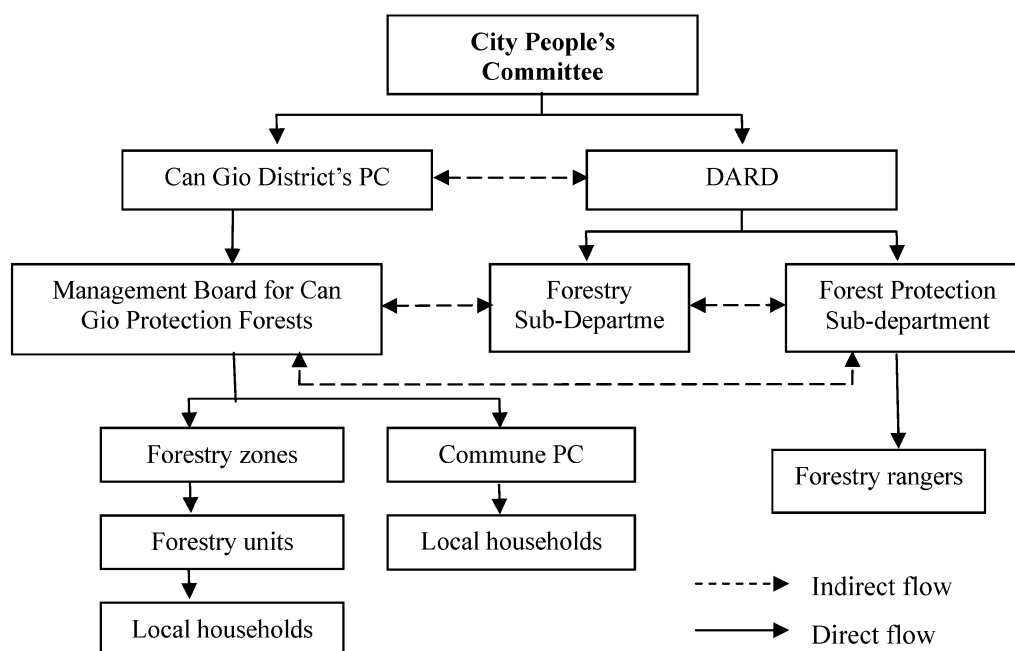 City People’s
Committee
Can Gio District’s PC
DARD
Management Board for Can
Gio Protection Forests
Forestry
Sub-Departme
Forest Protection
Sub-department
Forestry zones
Commune PC
Forestry rangers
Forestry units
Local households
Local households
Indirect flow
Direct flow